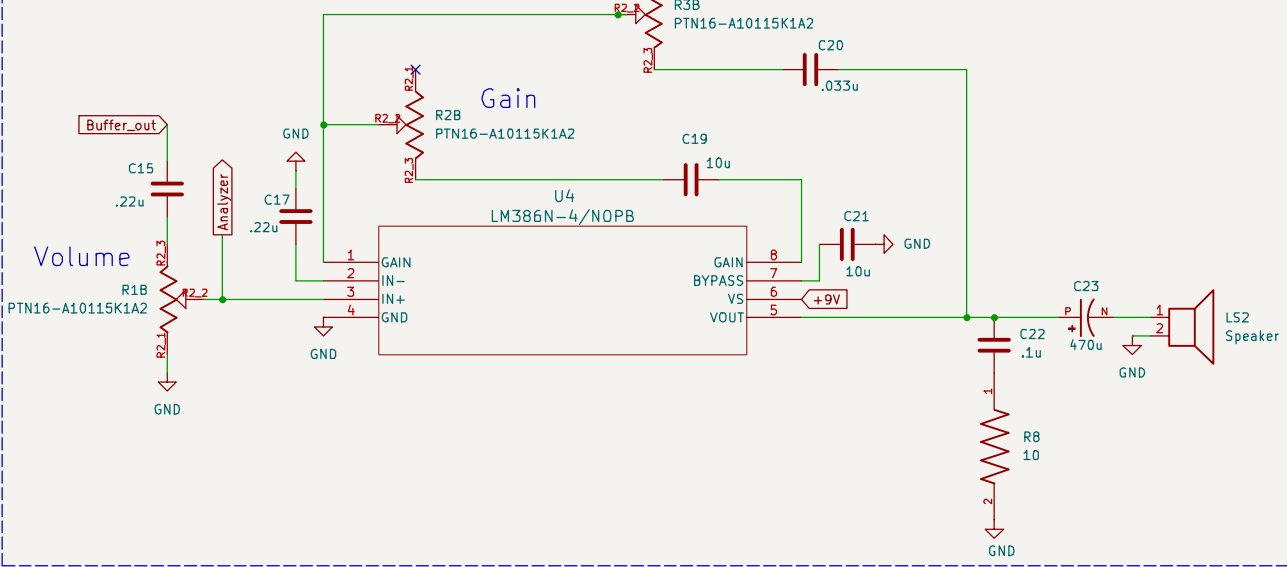 R3B
R2_2
PTN16-A10115K1A2
R2_3
C20
.033u
Gain
R2_1
R2B
R2_2
PTN16-A10115K1A2
R2_3
Buffer_out
GND
C19
10u
C15
.22u
Analyzer
C17
.22u
U4
LM386N-4/NOPB
C21
GND
10u
Volume
R2_3
R1B
R2_2
PTN16-A10115K1A2
R2_1
GND
1
GAIN
2
IN-
3
IN+
4
GND
GND
8
GAIN
7
BYPASS
6
VS
+9V
5
VOUT
C23
P
N
+
470u
1
2
LS2
Speaker
GND
C22
.1u
1
R8
10
2
GND